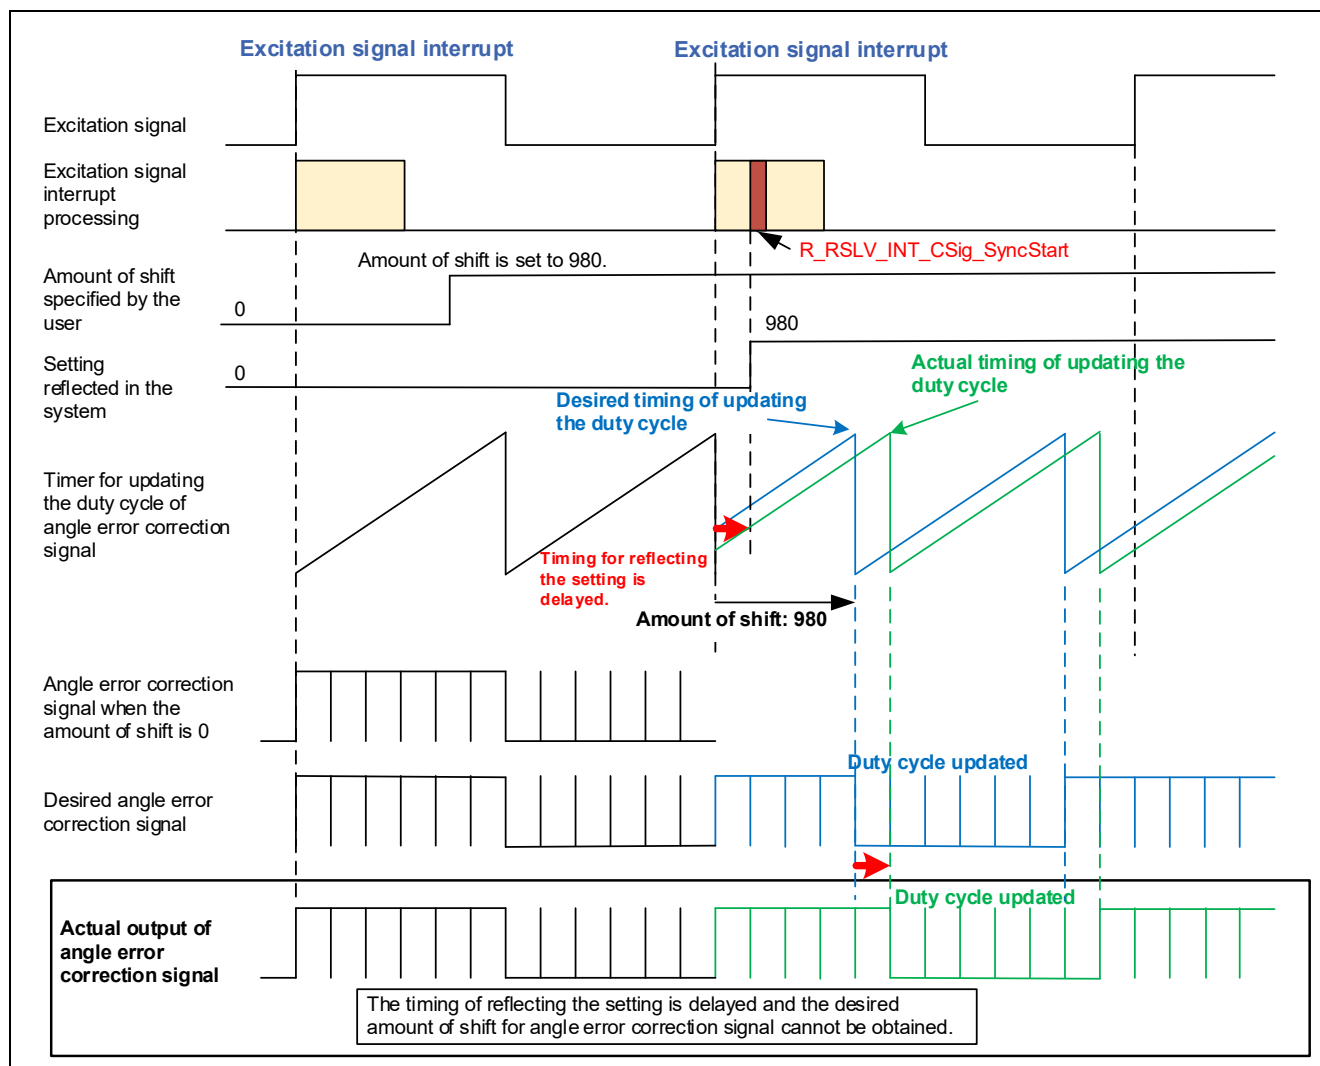 Excitation signal interrupt
Excitation signal interrupt
Excitation signal
Excitation signal
interrupt
processing
R_RSLV_INT_CSig_SyncStart
Amount of shift is set to 980.
Amount of shift
specified by the
user
0
980
Setting
reflected in the
system
0
Actual timing of updating the
duty cycle
Desired timing of updating
the duty cycle
Timer for updating
the duty cycle of
angle error correction
signal
Timing for reflecting
the setting is
delayed.
Amount of shift: 980
Angle error correction
signal when the
amount of shift is 0
Duty cycle updated
Desired angle error
correction signal
Duty cycle updated
Actual output of
angle error
correction signal
The timing of reflecting the setting is delayed and the desired
amount of shift for angle error correction signal cannot be obtained.